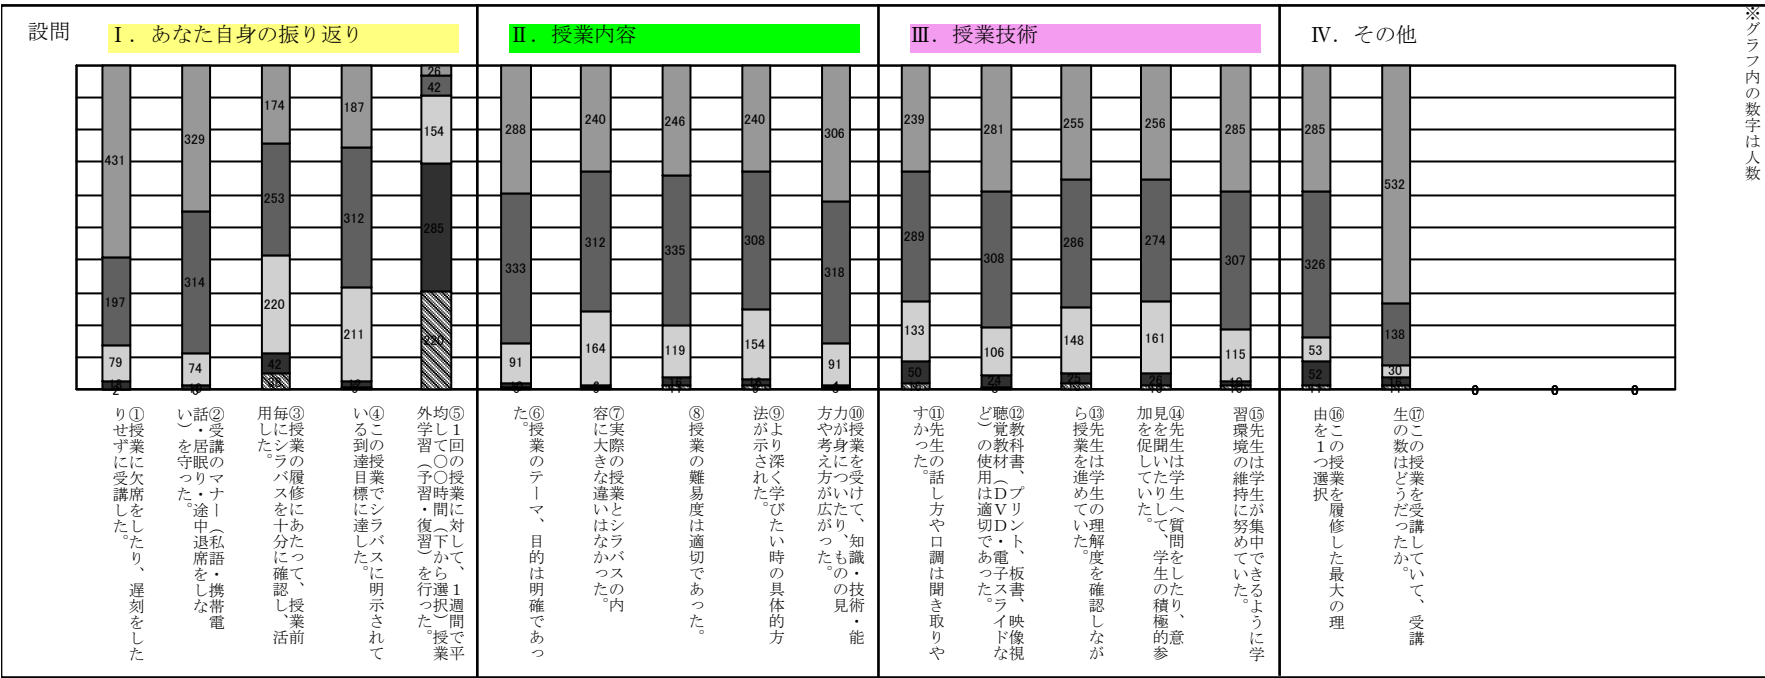 設問
Ⅰ．あなた自身の振り返り
Ⅱ．授業内容
Ⅲ．授業技術
Ⅳ．その他
※グラフ内の数字は人数
431
197
79
2
329
314
74
174
253
220
42
187
312
211
26
42
154
285
220
288
333
91
240
312
164
246
335
119
16
240
308
154
306
318
91
239
289
133
50
281
308
106
24
255
286
148
25
256
274
161
26
285
307
115
285
326
53
52
11
532
138
30
16
0
0
0
①授業に欠席をしたり、遅刻をした
りせずに受講した。
②受講のマナー（私語・携帯電
話・居眠り・途中退席をしな
い）を守った。
③授業の履修にあたって、授業前
毎にシラバスを十分に確認し、活
用した。
④この授業でシラバスに明示されて
いる到達目標に達した。
⑤１回の授業に対して、１週間で平
均して〇〇時間（下から選択）授業
外学習（予習・復習）を行った。
⑥授業のテーマ、目的は明確であっ
た。
⑦実際の授業とシラバスの内
容に大きな違いはなかった。
⑧授業の難易度は適切であった。
⑨より深く学びたい時の具体的方
法が示された。
⑩授業を受けて、知識・技術・能
力が身についたり、ものの見
方や考え方が広がった。
⑪先生の話し方や口調は聞き取りや
すかった。
⑫教科書、プリント、板書、映像視
聴覚教材（ＤＶＤ・電子スライドな
ど）の使用は適切であった。
⑬先生は学生の理解度を確認しなが
ら授業を進めていた。
⑭先生は学生へ質問をしたり、意
見を聞いたりして、学生の積極的参
加を促していた。
⑮先生は学生が集中できるように学
習環境の維持に努めていた。
⑯この授業を履修した最大の理
由を１つ選択
⑰この授業を受講していて、受講
生の数はどうだったか。